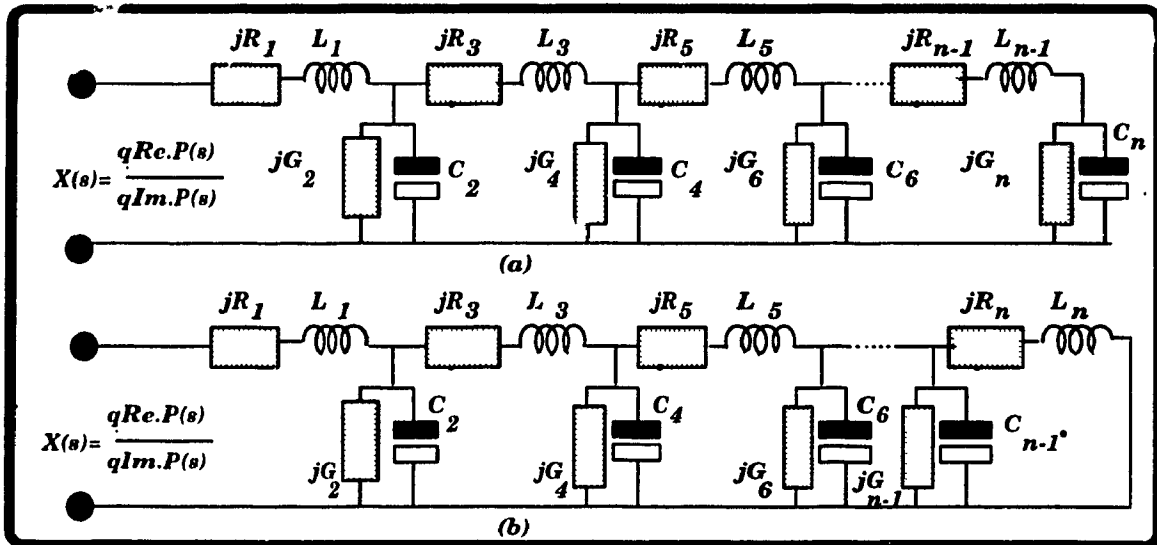 jR1 L1 jR3 L3 jR5 L5 jRn-1 Ln-1
jG2 C2 jG4 C4 jG6 C6 jGn Cn
X(s)= qRe.P(s)
qIm.P(s)
(a)
jR1 L1 jR3 L3 jR5 L5 jRn Ln
jG2 C2 jG4 C4 jG6 C6 jGn-1 Cn-1
X(s)= qRe.P(s)
qIm.P(s)
(b)